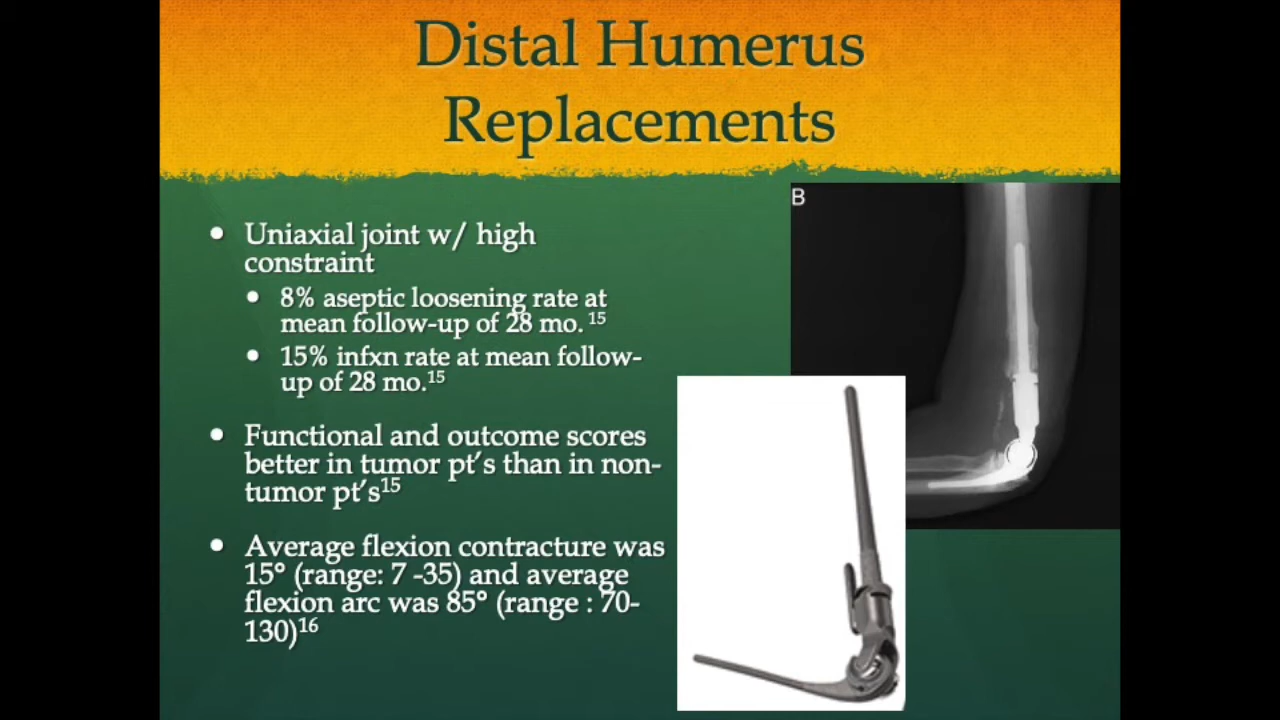 Distal Humerus
Replacements
B
• Uniaxial joint w/ high
constraint
• 8% aseptic loosening rate at
mean follow-up of 28 mo. 15
• 15% infxn rate at mean follow-
up of 28 mo.15
• Functional and outcome scores
better in tumor pt's than in non-
tumor pt's15
• Average flexion contracture was
15° (range: 7 -35) and average
flexion arc was 85° (range : 70-
130)16